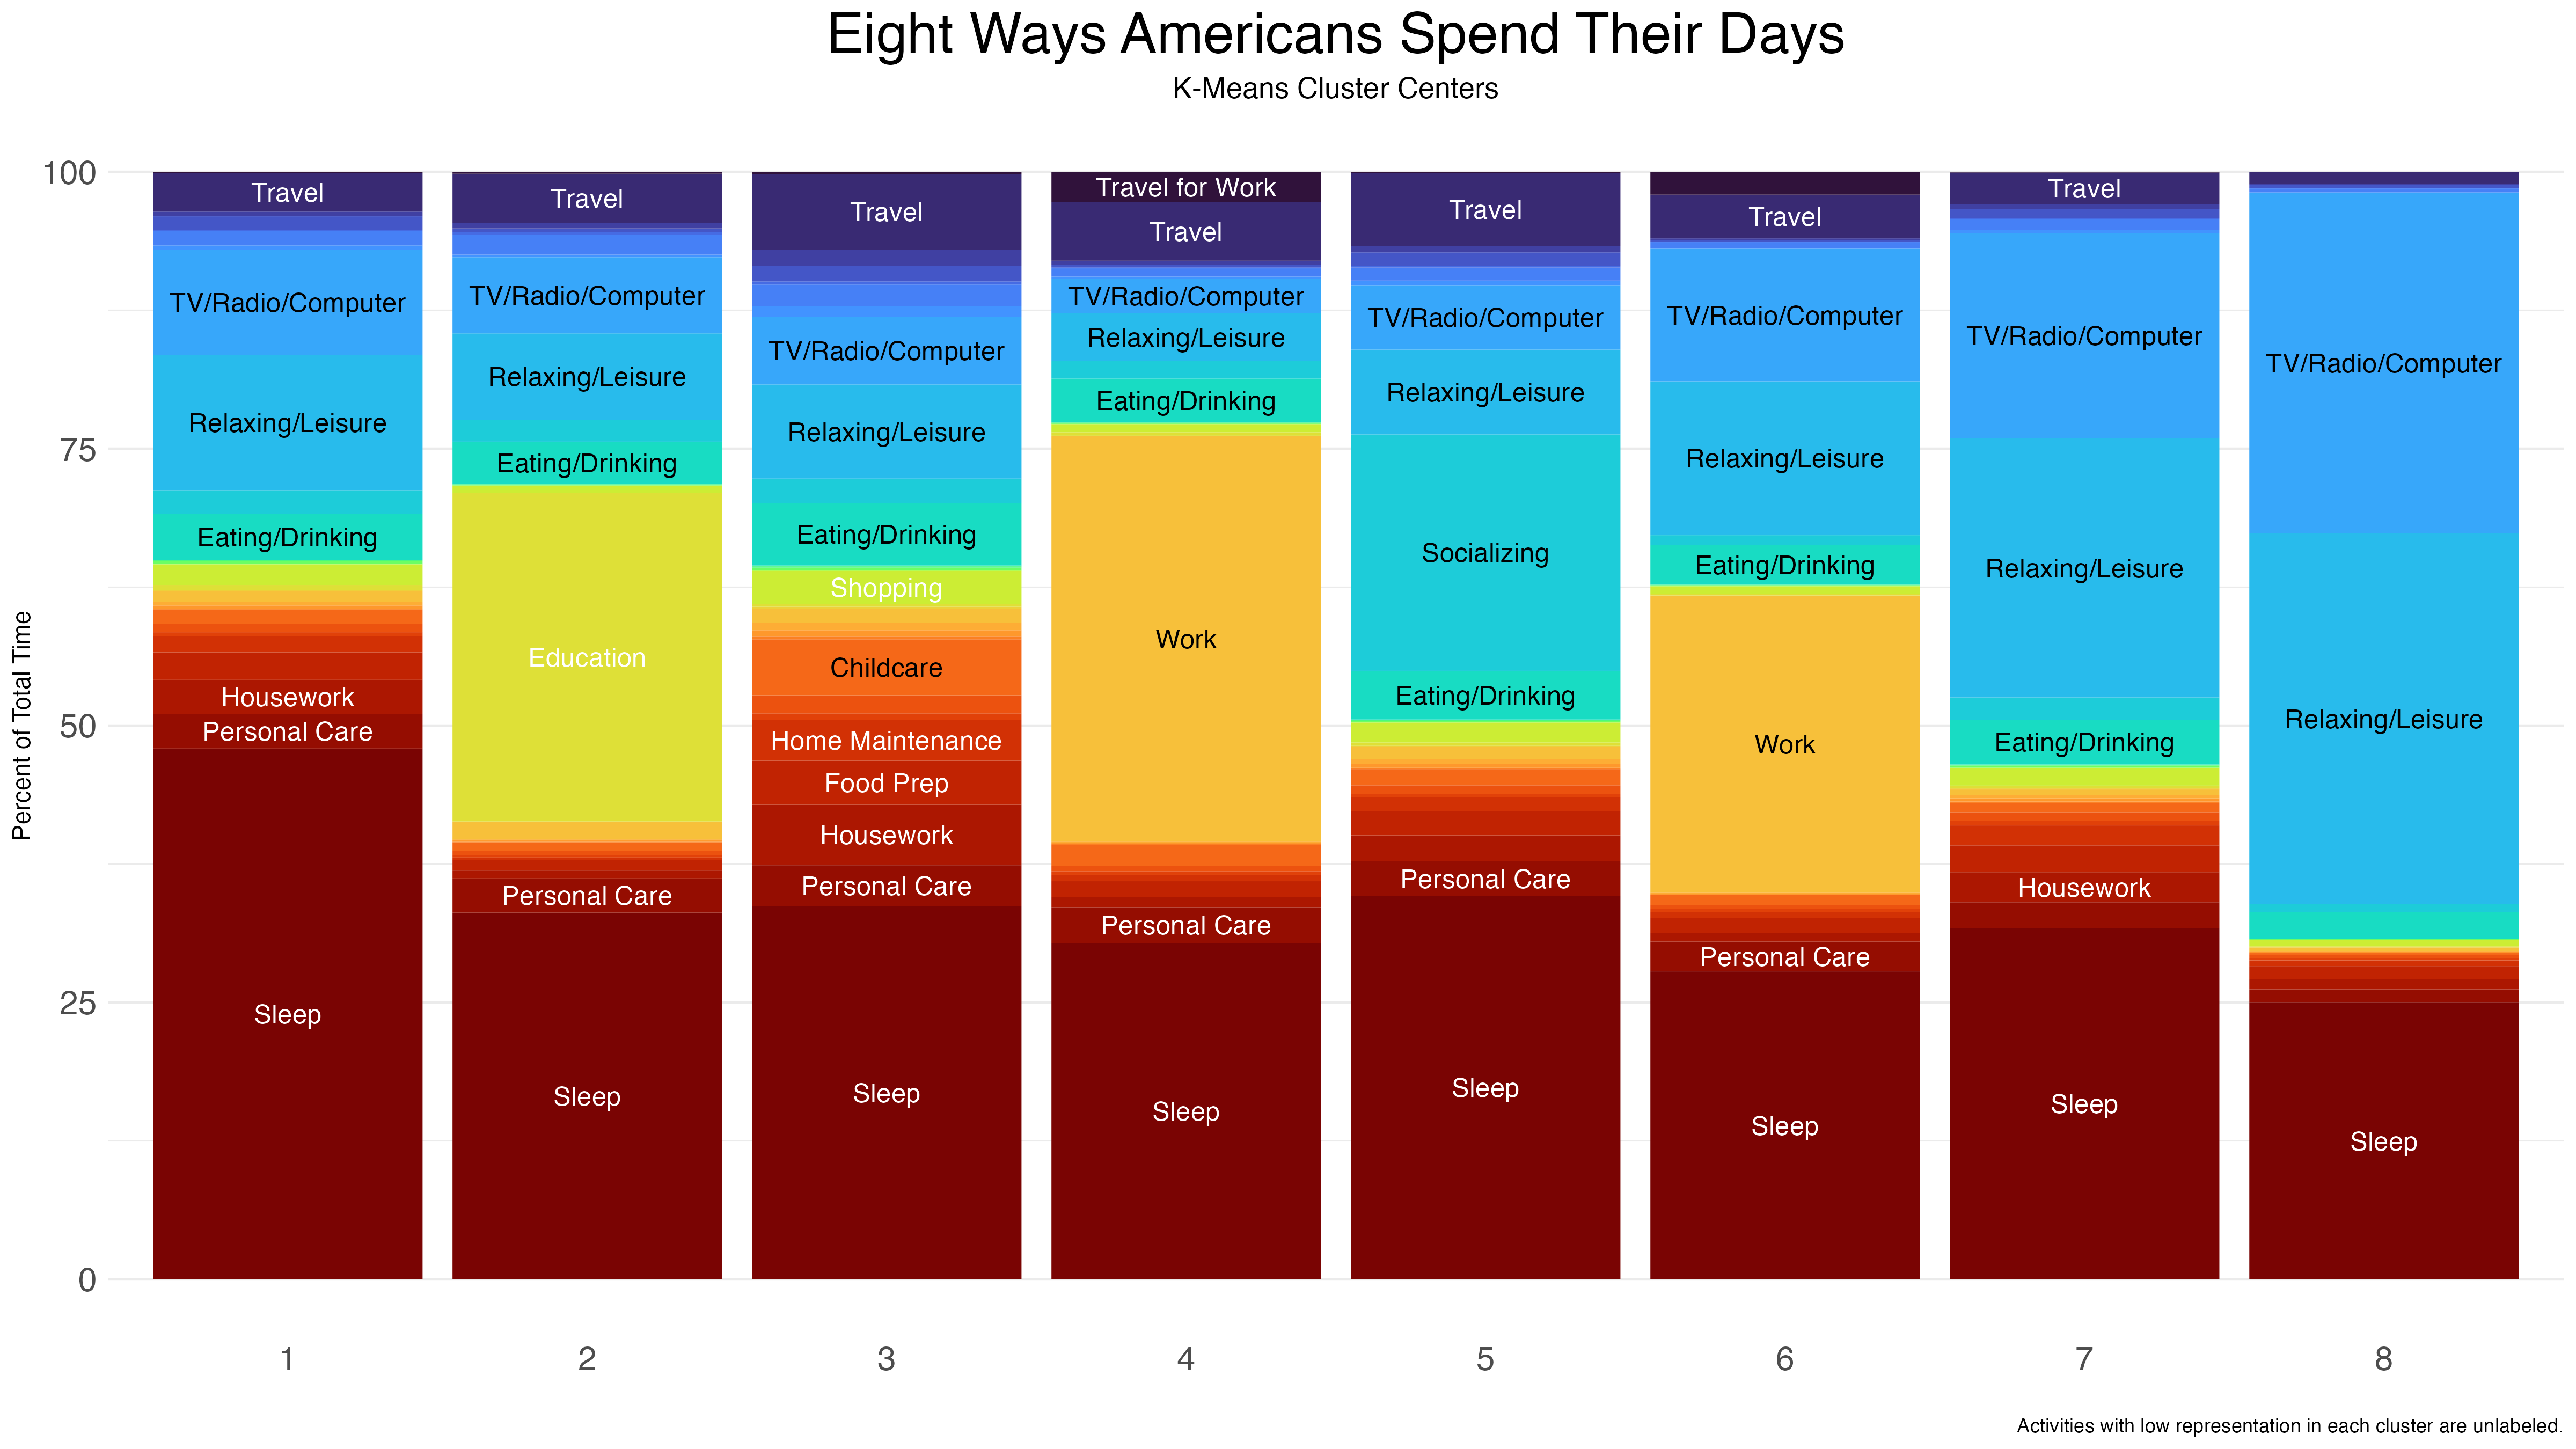 Eight Ways Americans Spend Their Days
K-Means Cluster Centers
Percent of Total Time
100
75
50
25
0
Travel
TV/Radio/Computer
Relaxing/Leisure
Eating/Drinking
Housework
Personal Care
Sleep
1
Travel
TV/Radio/Computer
Relaxing/Leisure
Eating/Drinking
Education
Personal Care
Sleep
2
Travel
TV/Radio/Computer
Relaxing/Leisure
Eating/Drinking
Shopping
Childcare
Home Maintenance
Food Prep
Housework
Personal Care
Sleep
3
Travel for Work
Travel
TV/Radio/Computer
Relaxing/Leisure
Eating/Drinking
Work
Personal Care
Sleep
4
Travel
TV/Radio/Computer
Relaxing/Leisure
Socializing
Eating/Drinking
Personal Care
Sleep
5
Travel
TV/Radio/Computer
Relaxing/Leisure
Eating/Drinking
Work
Personal Care
Sleep
6
Travel
TV/Radio/Computer
Relaxing/Leisure
Eating/Drinking
Housework
Sleep
7
TV/Radio/Computer
Relaxing/Leisure
Sleep
8
Activities with low representation in each cluster are unlabeled.